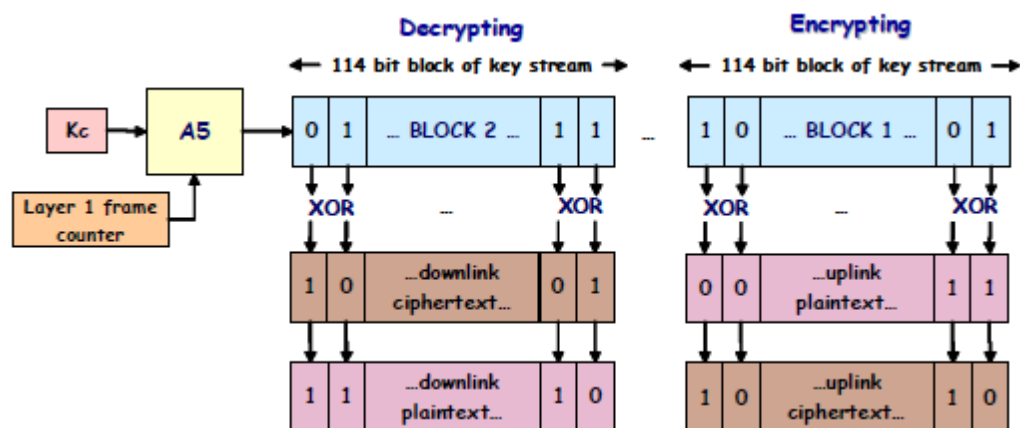 Decrypting Encrypting
114 bit block of key stream 114 bit block of key stream
Kc A5 0 1 ... BLOCK 2 ... 1 1 ... 1 0 ... BLOCK 1 ... 0 1
Layer 1 frame
counter
XOR ... XOR XOR ... XOR
1 0 ...downlink
ciphertext... 0 1 0 0 ...uplink
plaintext... 1 1
1 1 ...downlink
plaintext... 1 0 1 0 ...uplink
ciphertext... 1 0